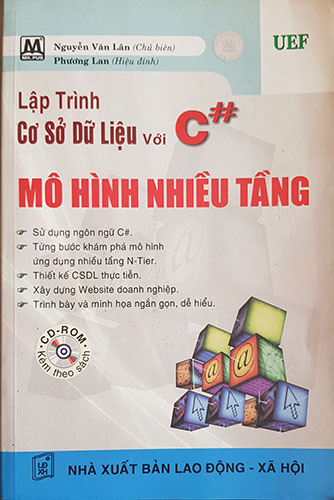 MK.PUB
Nguyễn Văn Lân (Chủ biên)
Phương Lan (Hiệu đính)
UEF
Lập Trình
Cơ Sở Dữ Liệu Với C#
MÔ HÌNH NHIỀU TẦNG
Sử dụng ngôn ngữ C#.
Từng bước khám phá mô hình
ứng dụng nhiều tầng N-Tier.
Thiết kế CSDL thực tiễn.
Xây dựng Website doanh nghiệp.
Trình bày và minh họa ngắn gọn, dễ hiểu.
CD-ROM
Kèm theo sách
@
@
LĐXH
NHÀ XUẤT BẢN LAO ĐỘNG - XÃ HỘI